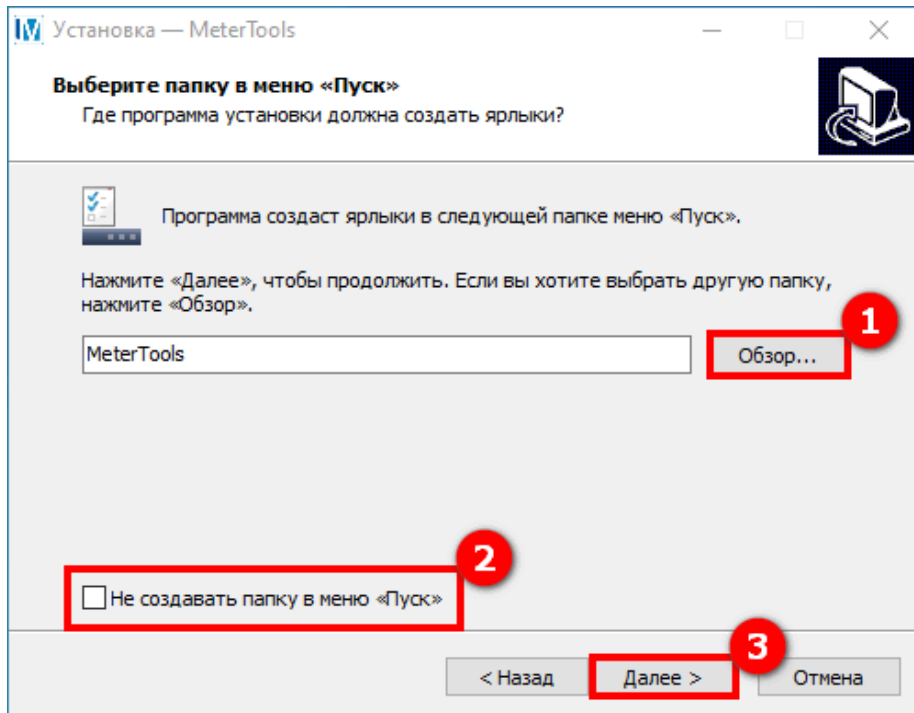 Установка — MeterTools
Выберите папку в меню «Пуск»
Где программа установки должна создать ярлыки?
Программа создаст ярлыки в следующей папке меню «Пуск».
Нажмите «Далее», чтобы продолжить. Если вы хотите выбрать другую папку,
нажмите «Обзор».
1
MeterTools
Обзор...
2
Не создавать папку в меню «Пуск»
3
< Назад
Далее >
Отмена